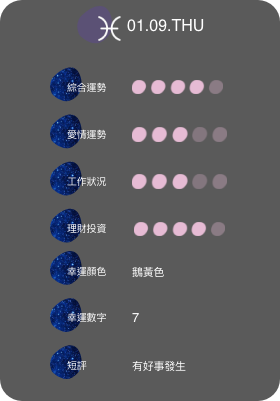 ♓ 01.09.THU
綜合運勢
愛情運勢
工作狀況
理財投資
幸運顏色 鵝黃色
幸運數字 7
短評 有好事發生